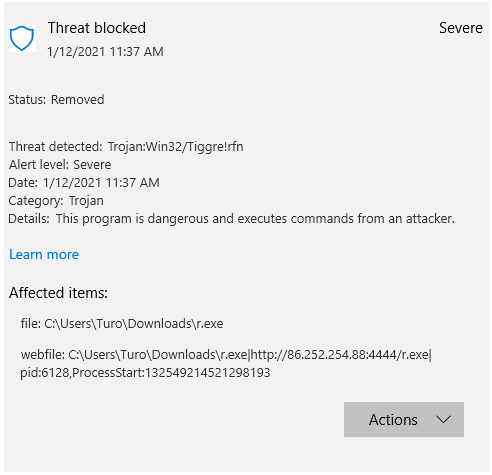 Threat blocked
Severe
1/12/2021 11:37 AM
Status: Removed
Threat detected: Trojan:Win32/Tiggre!rfn
Alert level: Severe
Date: 1/12/2021 11:37 AM
Category: Trojan
Details: This program is dangerous and executes commands from an attacker.
Learn more
Affected items:
file: C:\Users\Turo\Downloads\r.exe
webfile: C:\Users\Turo\Downloads\r.exe|http://86.252.254.88:4444/r.exe|
pid:6128,ProcessStart:132549214521298193
Actions